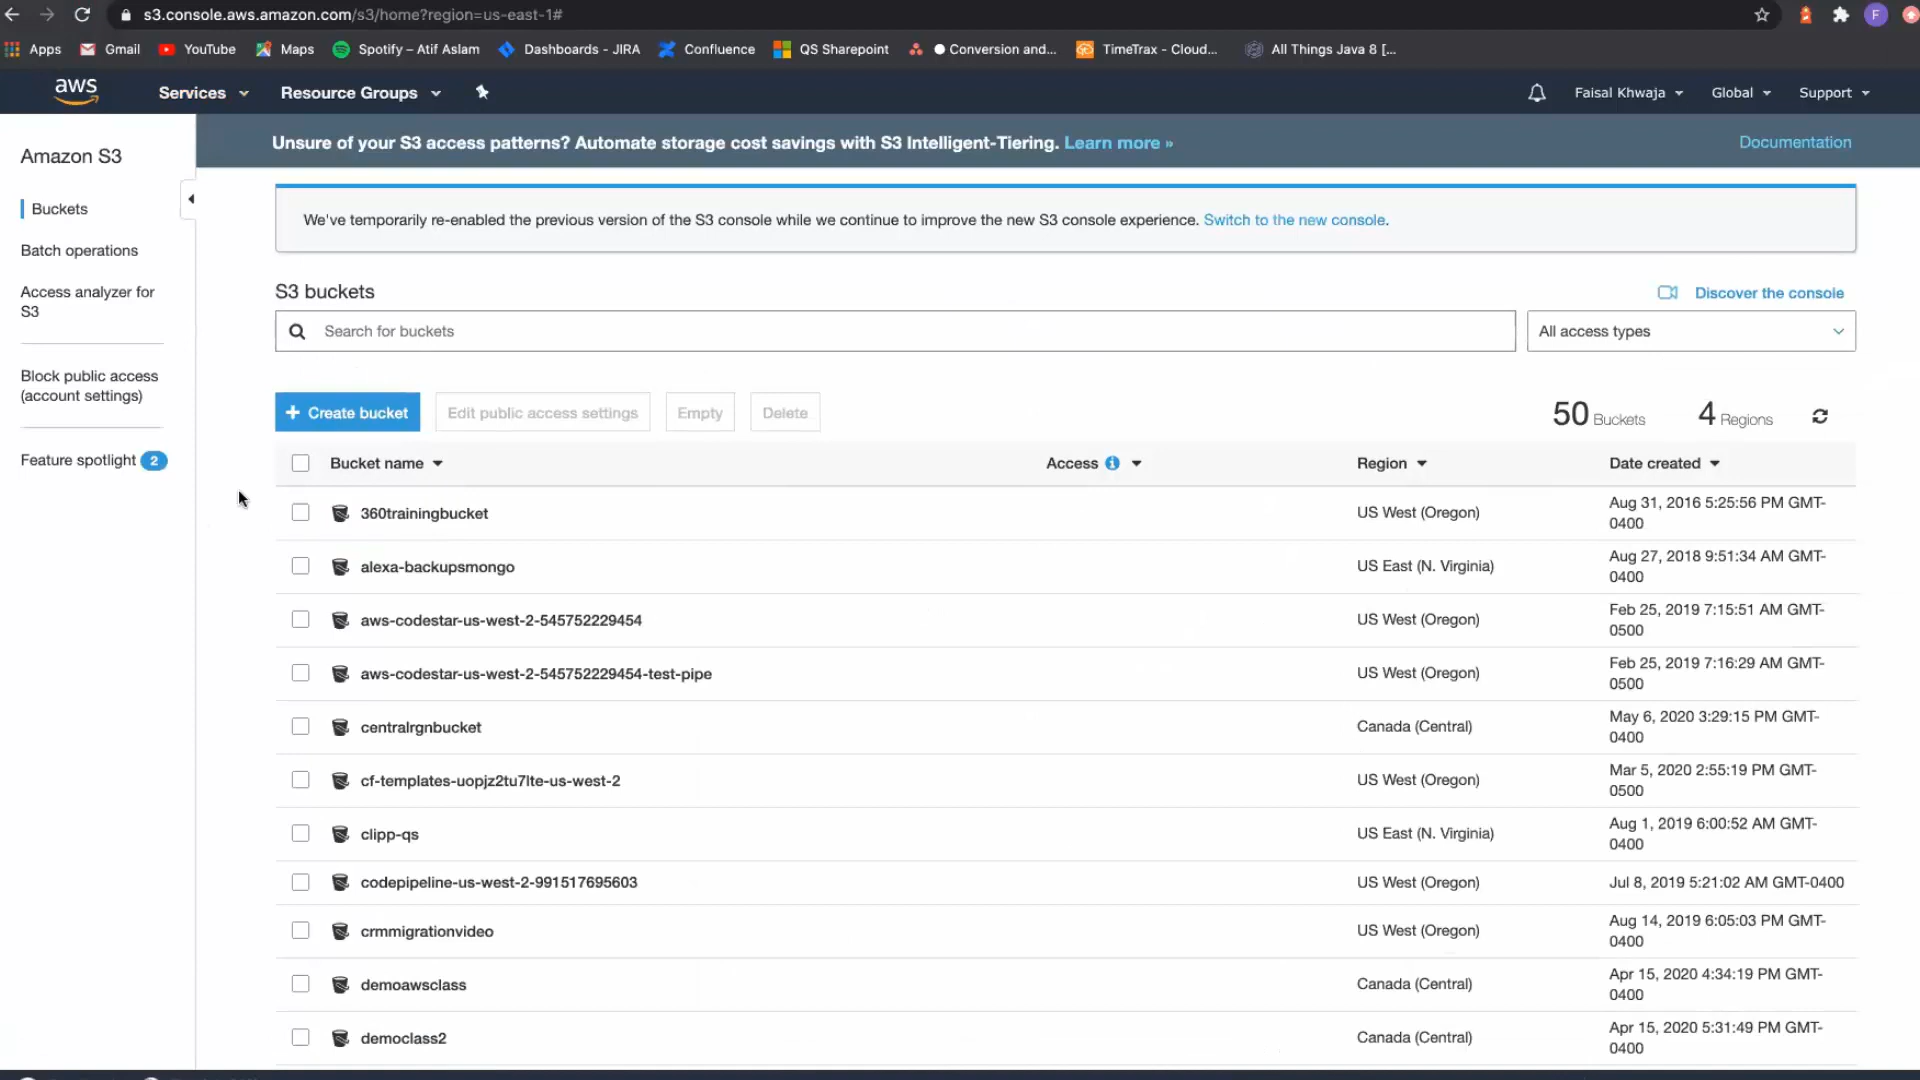 s3.console.aws.amazon.com/s3/home?region=us-east-1#
F
Apps Gmail YouTube Maps Spotify – Atif Aslam Dashboards - JIRA Confluence QS Sharepoint Conversion and... TimeTrax - Cloud... All Things Java 8 [...
aws Services Resource Groups Faisal Khwaja Global Support
Unsure of your S3 access patterns? Automate storage cost savings with S3 Intelligent-Tiering. Learn more » Documentation
Amazon S3
Buckets
Batch operations
Access analyzer for
S3
Block public access
(account settings)
Feature spotlight 2
We've temporarily re-enabled the previous version of the S3 console while we continue to improve the new S3 console experience. Switch to the new console.
S3 buckets Discover the console
Search for buckets All access types
+ Create bucket Edit public access settings Empty Delete 50 Buckets 4 Regions
Bucket name Access i Region Date created
360trainingbucket US West (Oregon) Aug 31, 2016 5:25:56 PM GMT-
0400
alexa-backupsmongo US East (N. Virginia) Aug 27, 2018 9:51:34 AM GMT-
0400
aws-codestar-us-west-2-545752229454 US West (Oregon) Feb 25, 2019 7:15:51 AM GMT-
0500
aws-codestar-us-west-2-545752229454-test-pipe US West (Oregon) Feb 25, 2019 7:16:29 AM GMT-
0500
centralrgnbucket Canada (Central) May 6, 2020 3:29:15 PM GMT-
0400
cf-templates-uopjz2tu7lte-us-west-2 US West (Oregon) Mar 5, 2020 2:55:19 PM GMT-
0500
clipp-qs US East (N. Virginia) Aug 1, 2019 6:00:52 AM GMT-
0400
codepipeline-us-west-2-991517695603 US West (Oregon) Jul 8, 2019 5:21:02 AM GMT-0400
crmmigrationvideo US West (Oregon) Aug 14, 2019 6:05:03 PM GMT-
0400
demoawsclass Canada (Central) Apr 15, 2020 4:34:19 PM GMT-
0400
democlass2 Canada (Central) Apr 15, 2020 5:31:49 PM GMT-
0400